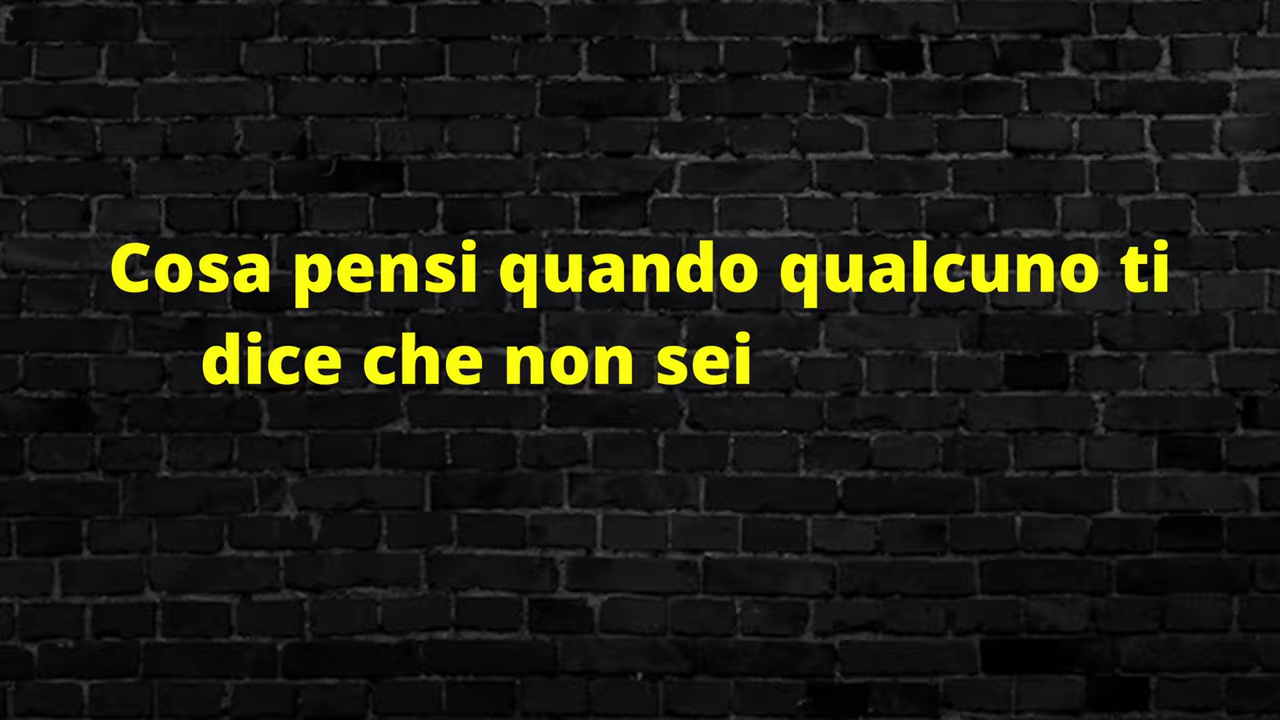 Cosa pensi quando qualcuno ti
dice che non sei